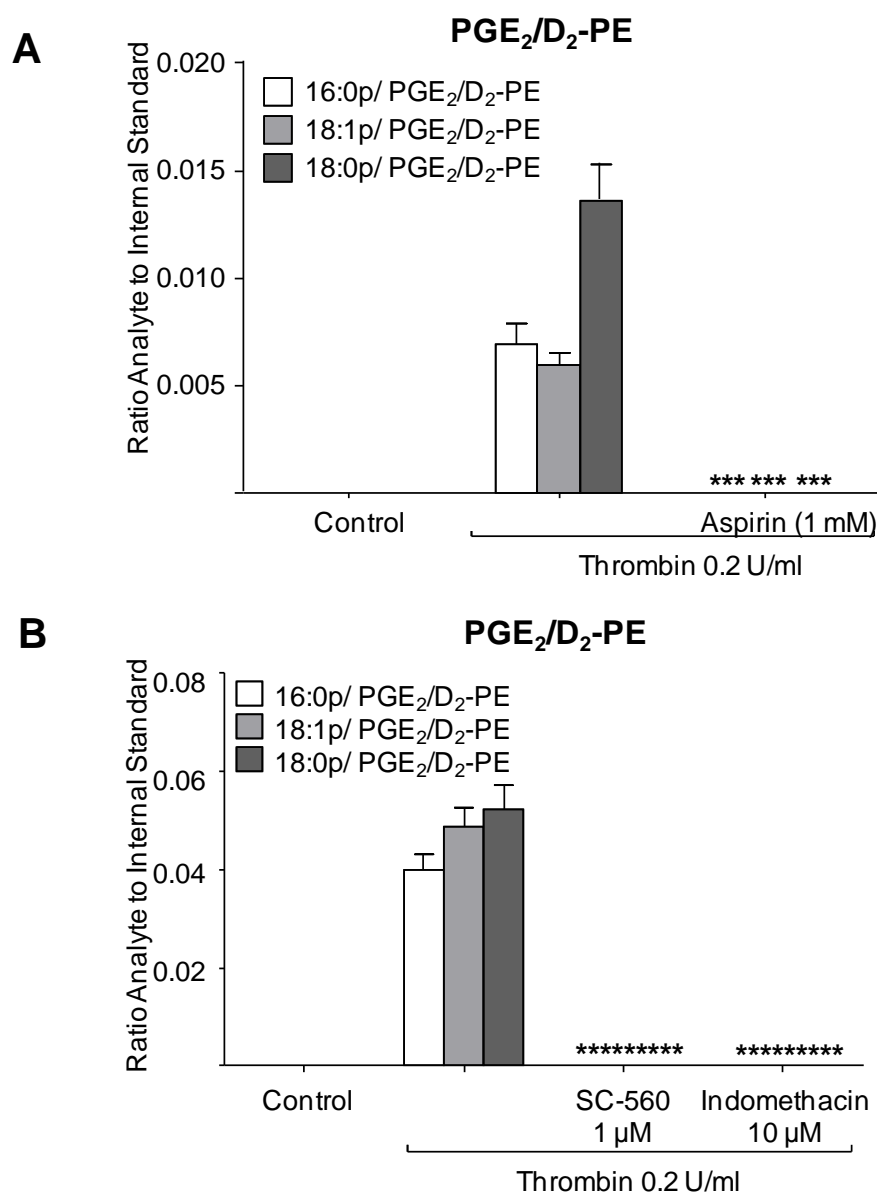 A
PGE₂/D₂-PE
Ratio Analyte to Internal Standard
0.020
0.015
0.010
0.005
16:0p/ PGE₂/D₂-PE
18:1p/ PGE₂/D₂-PE
18:0p/ PGE₂/D₂-PE
*** *** ***
Control
Aspirin (1 mM)
Thrombin 0.2 U/ml
B
PGE₂/D₂-PE
Ratio Analyte to Internal Standard
0.08
0.06
0.04
0.02
16:0p/ PGE₂/D₂-PE
18:1p/ PGE₂/D₂-PE
18:0p/ PGE₂/D₂-PE
********* *********
Control
SC-560
1 µM
Indomethacin
10 µM
Thrombin 0.2 U/ml